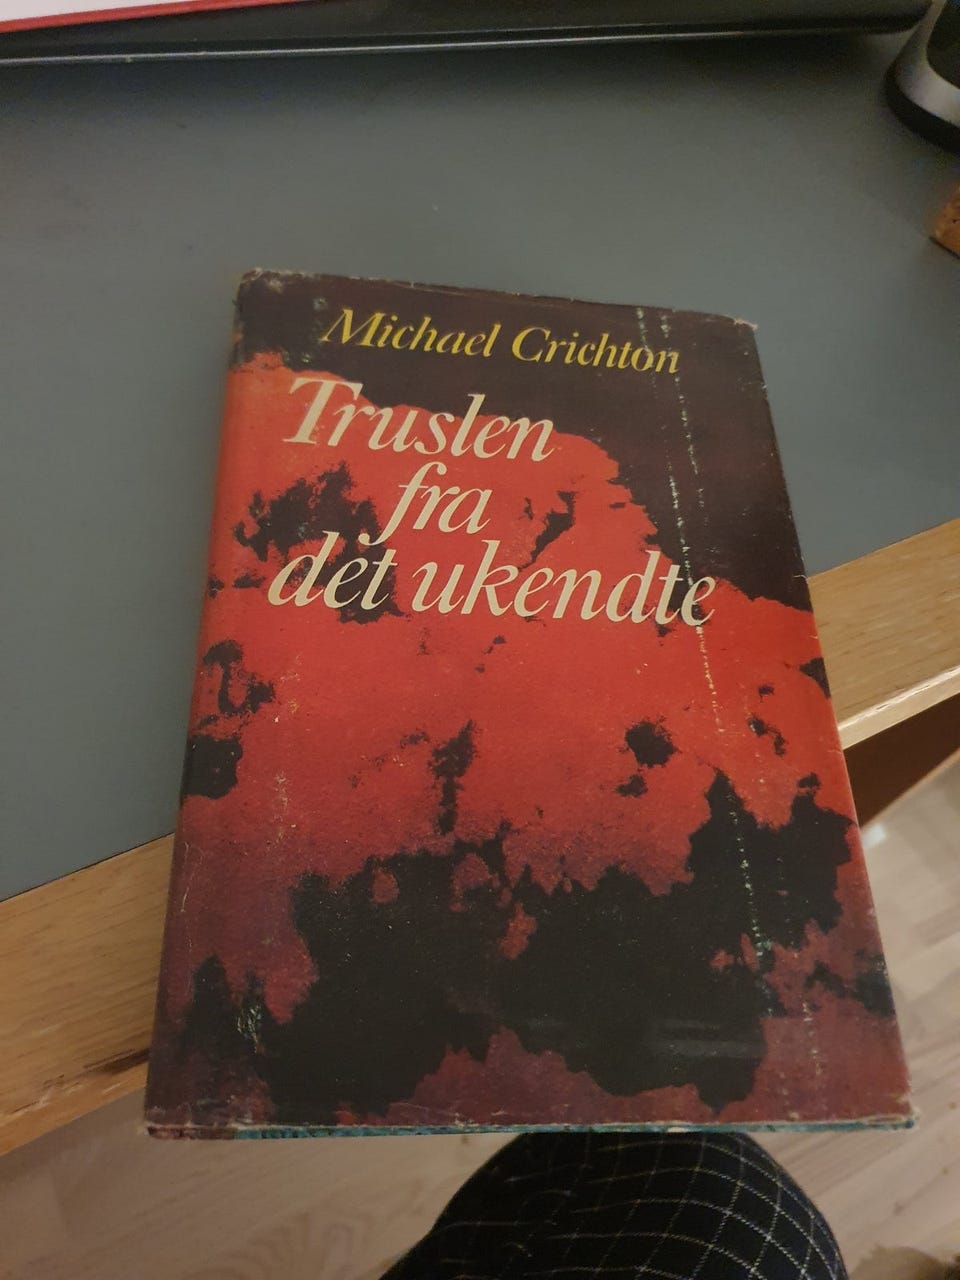 Michael Crichton
Truslen
fra
det ukendte